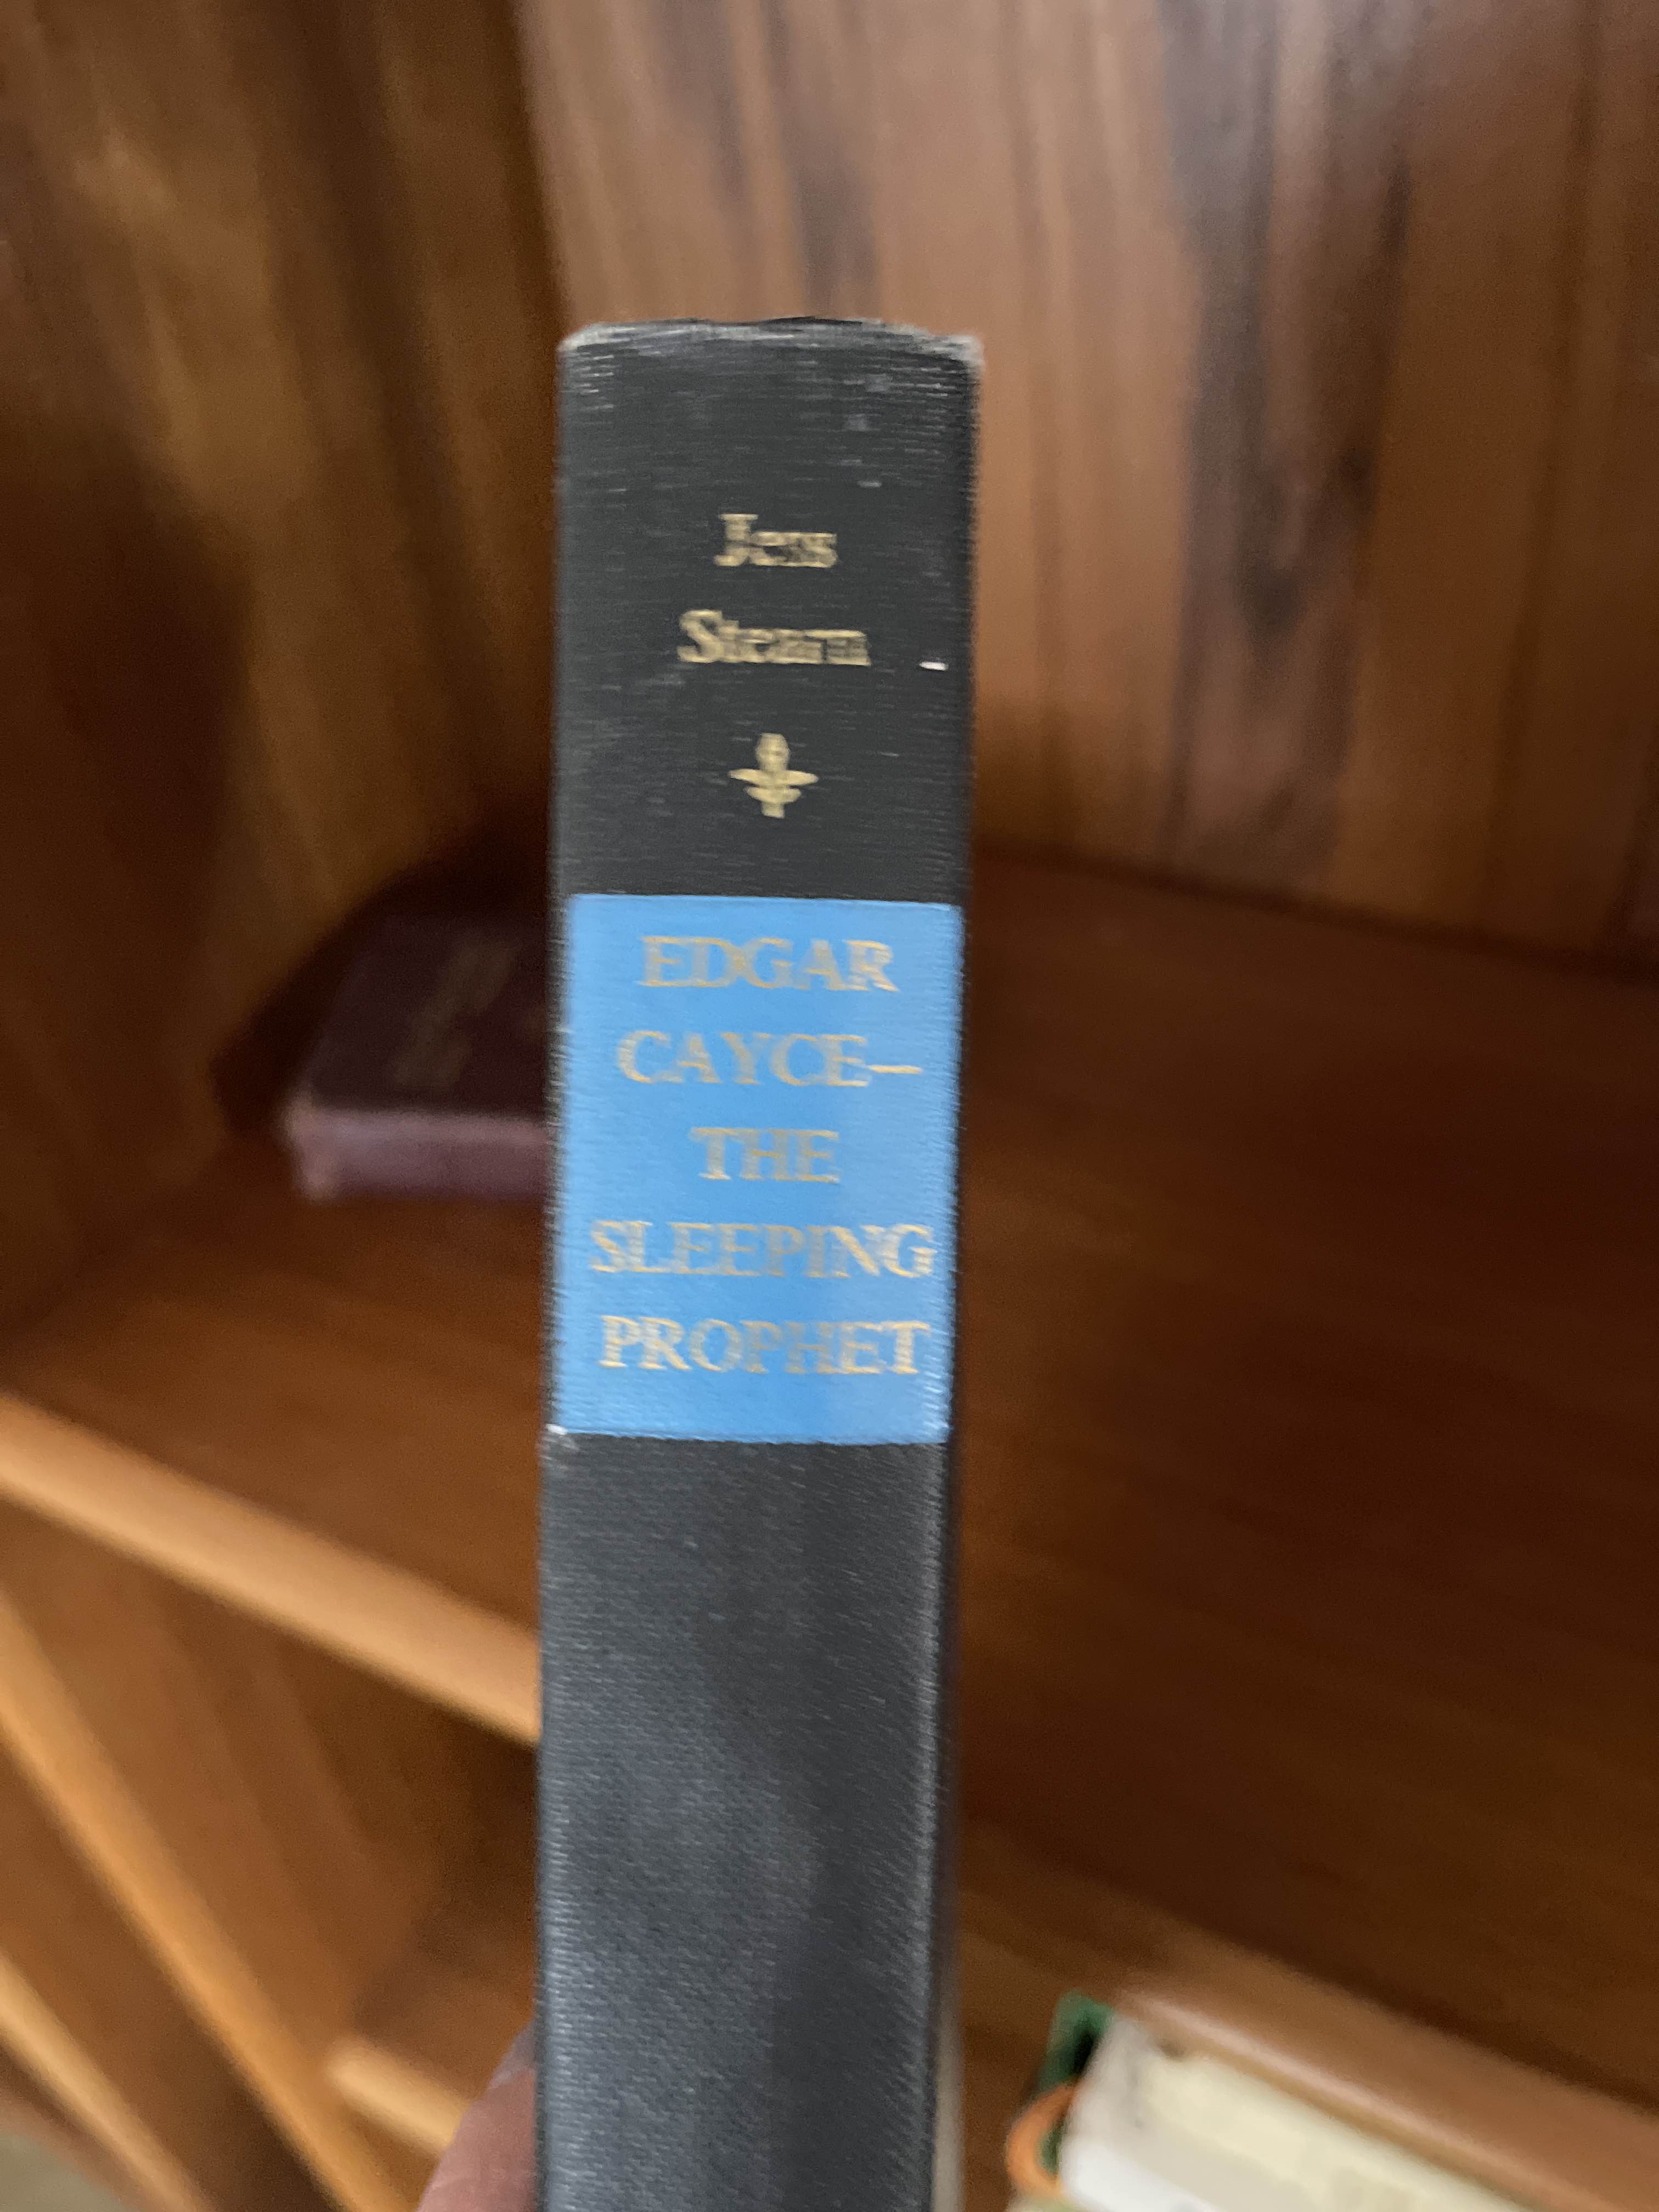 Jess
Stearn
EDGAR
CAYCE—
THE
SLEEPING
PROPHET